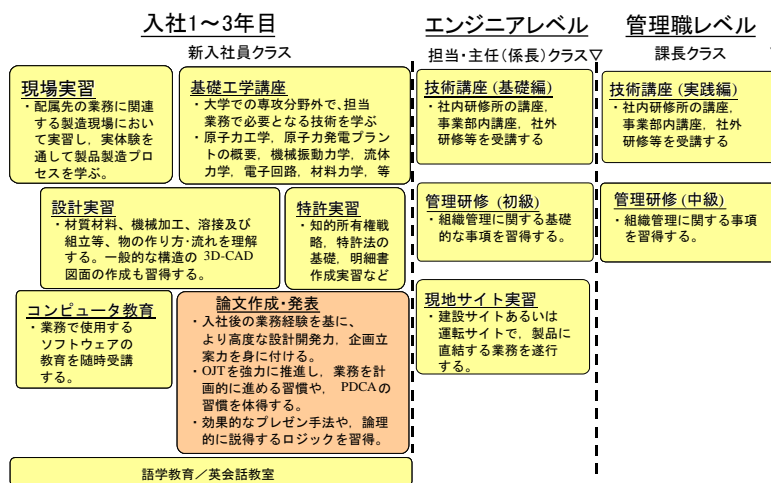 入社1～3年目
新入社員クラス
現場実習
・配属先の業務に関連
する製造現場において
実習し，実体験を
通して製品製造プロ
セスを学ぶ。
基礎工学講座
・大学での専攻分野外で、担当
業務で必要となる技術を学ぶ
・原子力工学，原子力発電プラン
トの概要，機械振動力学，流体
力学，電子回路，材料力学，等
設計実習
・材質材料、機械加工、溶接及び
組立等、物の作り方・流れを理解
する。一般的な構造の 3D-CAD
図面の作成も習得する。
特許実習
・知的所有権戦
略，特許法の
基礎，明細書
作成実習など
コンピュータ教育
・業務で使用する
ソフトウェアの
教育を随時受講
する。
論文作成・発表
・入社後の業務経験を基に、
より高度な設計開発力，企画立
案力を身に付ける。
・OJTを強力に推進し，業務を計
画的に進める習慣や， PDCAの
習慣を体得する。
・効果的なプレゼン手法や，論理
的に説得するロジックを習得。
語学教育／英会話教室
エンジニアレベル
担当・主任（係長）クラス▽
技術講座（基礎編）
・社内研修所の講座，
事業部内講座，社外
研修等を受講する
管理研修（初級）
・組織管理に関する基礎
的な事項を習得する。
現地サイト実習
・建設サイトあるいは
運転サイトで，製品に
直結する業務を遂行
する。
管理職レベル
課長クラス
技術講座（実践編）
・社内研修所の講座，
事業部内講座，社外
研修等を受講する
管理研修（中級）
・組織管理に関する事項
を習得する。